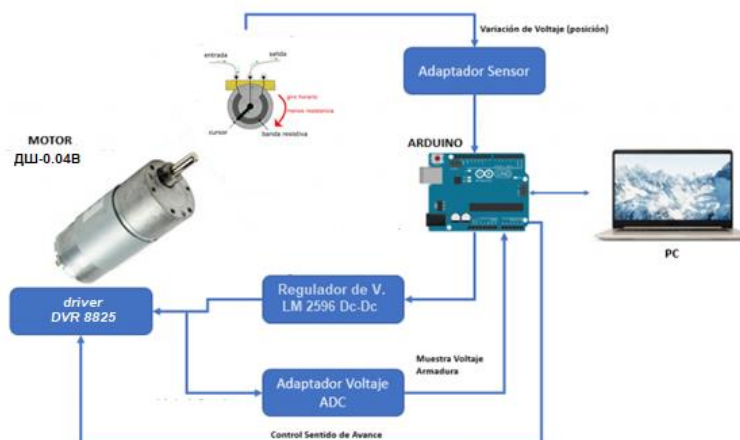 Variación de Voltaje (posición)
entrada
salida
Adaptador Sensor
giro horario
menos resistencia
cursor
banda resistiva
MOTOR
ДШ-0.04В
ARDUINO
PC
driver
DVR 8825
Regulador de V.
LM 2596 Dc-Dc
Muestra Voltaje
Armadura
Adaptador Voltaje
ADC
Control Sentido de Avance